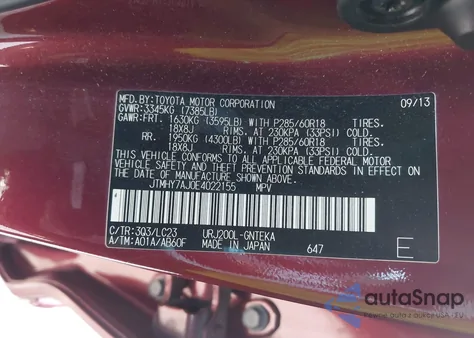 MFD. BY: TOYOTA MOTOR CORPORATION 09/13
GVWR: 3345KG (7385LB)
GAWR: FRT. 1630KG (3595LB) WITH P285/60R18 TIRES,
18X8J RIMS, AT 230KPA (33PSI) COLD
RR. 1950KG (4300LB) WITH P285/60R18 TIRES,
18X8J RIMS, AT 230KPA (33PSI) COLD
THIS VEHICLE CONFORMS TO ALL APPLICABLE FEDERAL
MOTOR VEHICLE SAFETY AND THEFT PREVENTION STANDARDS IN
EFFECT ON THE DATE OF MANUFACTURE SHOWN ABOVE.
JTMHY7AJ0E4022155 MPV
C/TR: 3Q3/LC23 URJ200L-GNTEKA
A/TM: A01A/AB60F MADE IN JAPAN 647 E
autoSnap